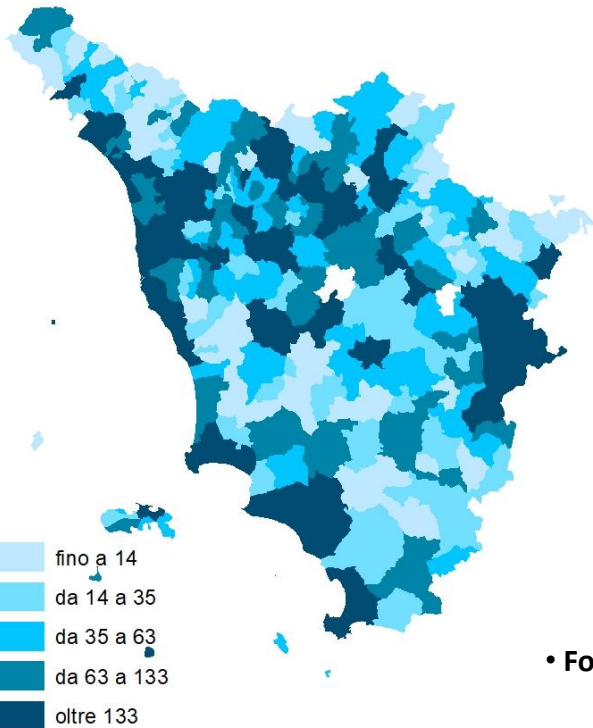 fino a 14
da 14 a 35
da 35 a 63
da 63 a 133
oltre 133
• Fo